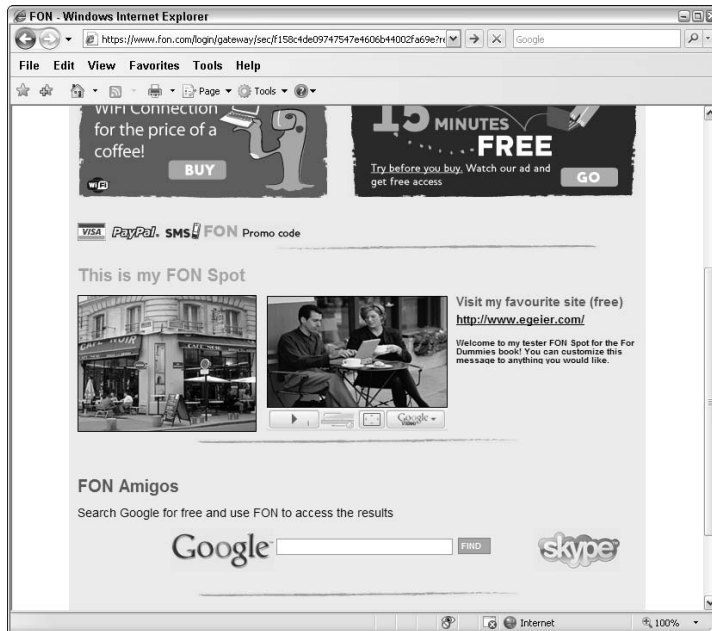 FON - Windows Internet Explorer
https://www.fon.com/login/gateway/sec/f158c4de09747547e4606b44002fa69e?re
Google
File Edit View Favorites Tools Help
Page Tools
WiFi Connection
for the price of a
coffee!
BUY
WiFi
15 MINUTES
FREE
Try before you buy. Watch our ad and
get free access
GO
VISA PayPal. SMS FON Promo code
This is my FON Spot
CAFE NOIR
Visit my favourite site (free)
http://www.egeier.com/
Welcome to my tester FON Spot for the For
Dummies book! You can customize this
message to anything you would like.
Google
FON Amigos
Search Google for free and use FON to access the results
Google FIND skype
Internet 100%